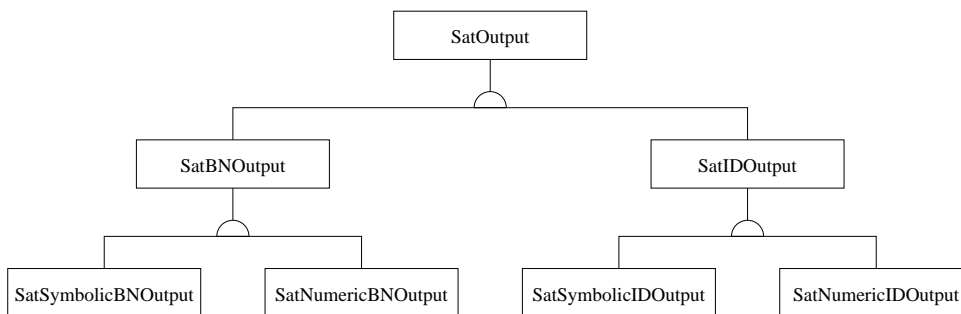 SatOutput
SatBNOutput
SatIDOutput
SatSymbolicBNOutput
SatNumericBNOutput
SatSymbolicIDOutput
SatNumericIDOutput